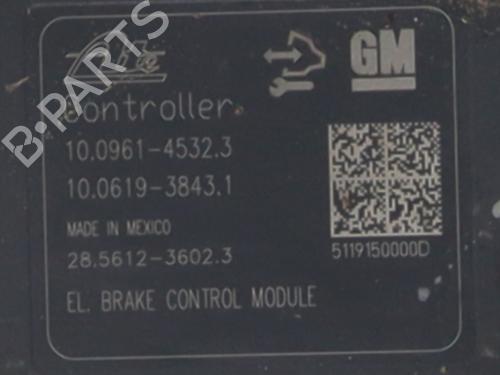 GM
Controller
10.0961-4532.3
10.0619-3843.1
MADE IN MEXICO
28.5612-3602.3
5119150000D
EL. BRAKE CONTROL MODULE
B-PARTS